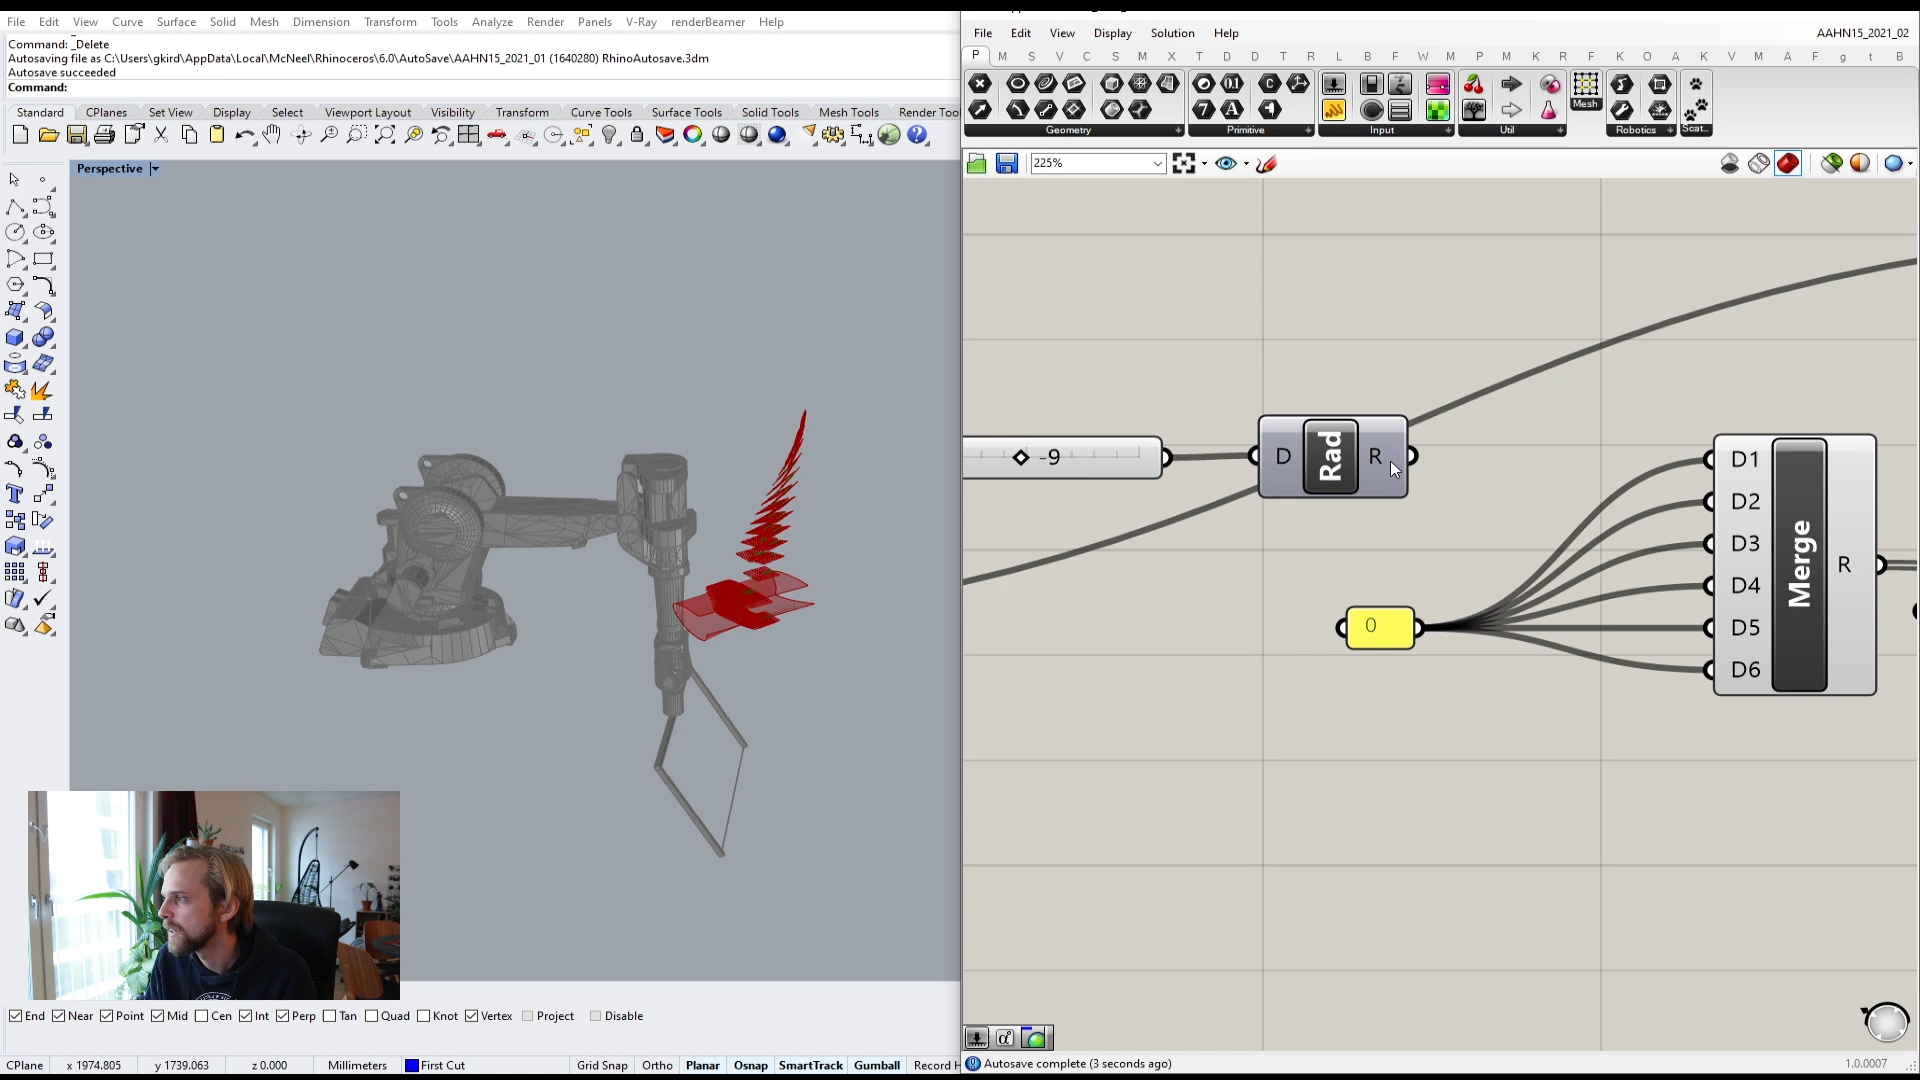 File Edit View Curve Surface Solid Mesh Dimension Transform Tools Analyze Render Panels V-Ray renderBeamer Help
Command: _Delete
Autosaving file as C:\Users\gkird\AppData\Local\McNeel\Rhinoceros\6.0\AutoSave\AAHN15_2021_01 (1640280) RhinoAutosave.3dm
Autosave succeeded
Command:
Standard CPlanes Set View Display Select Viewport Layout Visibility Transform Curve Tools Surface Tools Solid Tools Mesh Tools Render Too
Perspective
End Near Point Mid Cen Int Perp Tan Quad Knot Vertex Project Disable
CPlane x 1974.805 y 1739.063 z 0.000 Millimeters First Cut Grid Snap Ortho Planar Osnap SmartTrack Gumball Record H
File Edit View Display Solution Help AAHN15_2021_02
P M S V C S M X T D D T R L B F R F C W M P M R F K O A K V M A F g t B
Geometry Primitive Input Util Mesh Robotics Scat...
225%
-9
D Rad R
0
D1
D2
D3
D4
D5
D6
Merge
R
Autosave complete (3 seconds ago) 1.0.0007